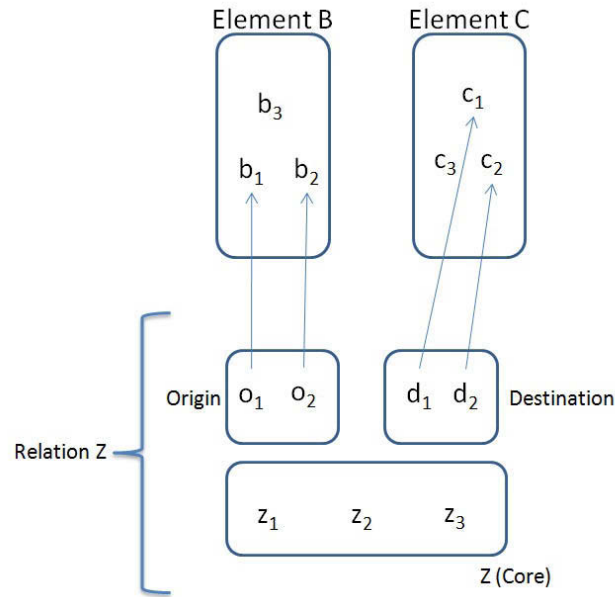 Element B Element C
c₁
b₃
b₁ b₂ c₃ c₂
Origin o₁ o₂ d₁ d₂ Destination
Relation Z
z₁ z₂ z₃
Z (Core)